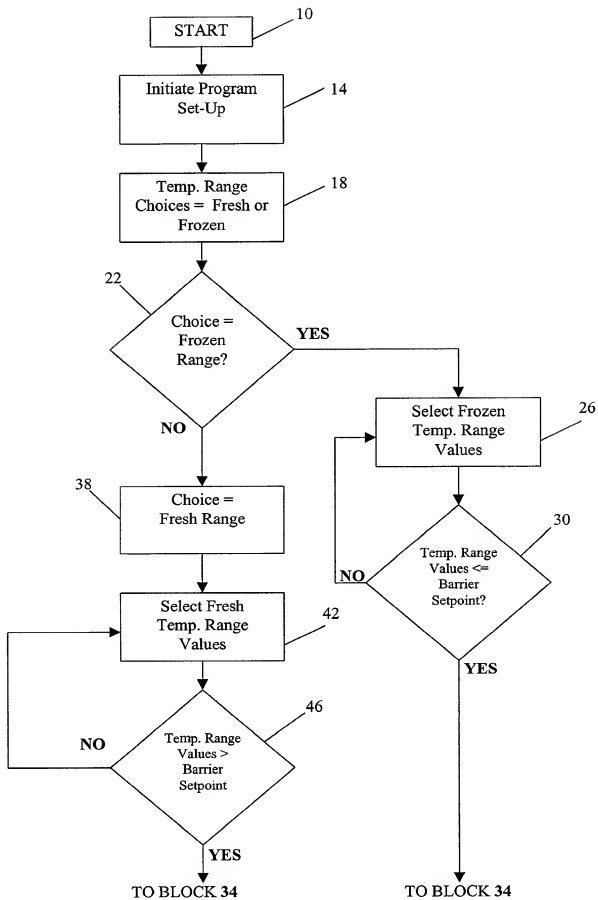 10
START
Initiate Program
Set-Up
14
Temp. Range
Choices = Fresh or
Frozen
18
22
Choice =
Frozen
Range?
YES
NO
Select Frozen
Temp. Range
Values
26
38
Choice =
Fresh Range
30
Temp. Range
Values <=
Barrier
Setpoint?
NO
YES
Select Fresh
Temp. Range
Values
42
46
Temp. Range
Values >
Barrier
Setpoint
NO
YES
TO BLOCK 34
TO BLOCK 34